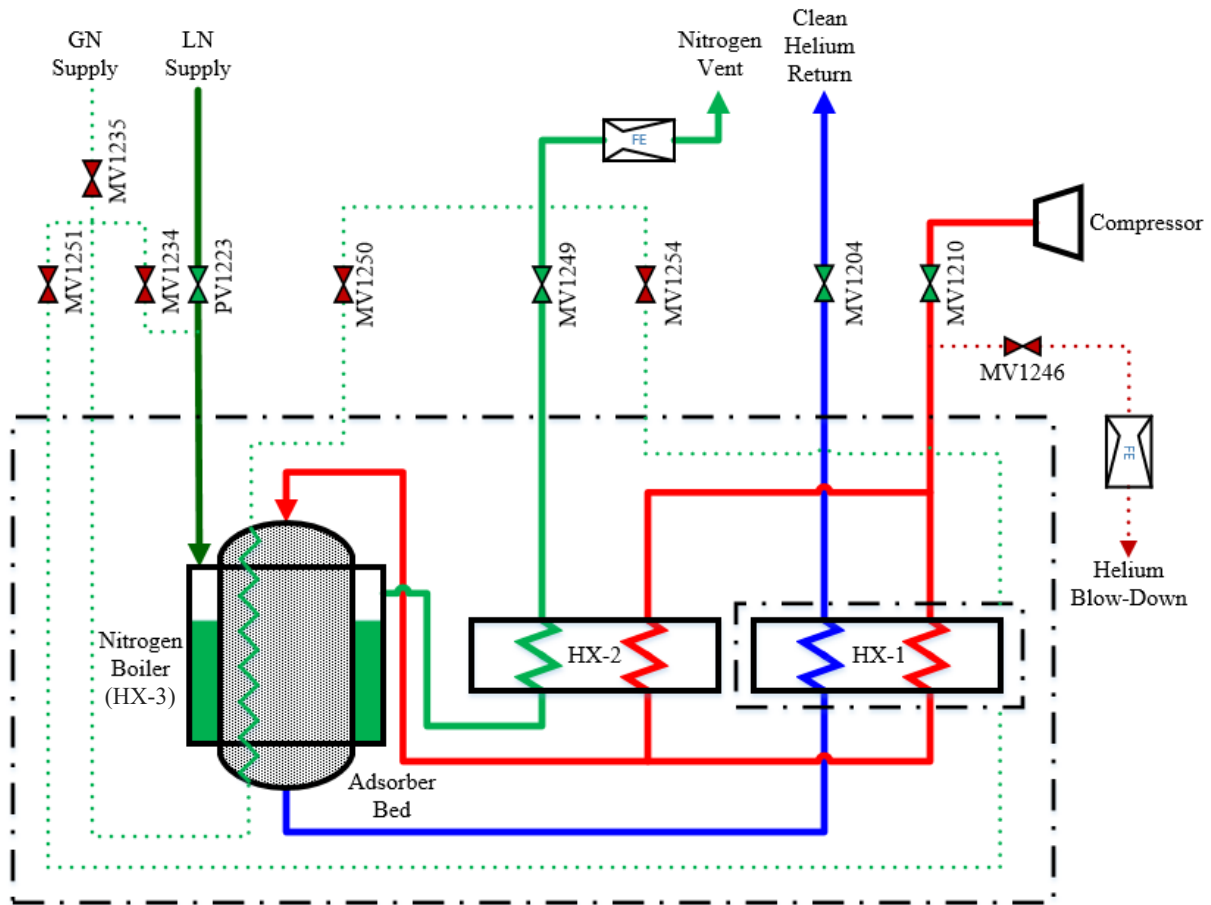 GN
Supply
LN
Supply
Nitrogen
Vent
Clean
Helium
Return
FE
MV1235
Compressor
MV1251
MV1234
PV1223
MV1250
MV1249
MV1254
MV1204
MV1210
MV1246
FE
Helium
Blow-Down
Nitrogen
Boiler
(HX-3)
HX-2
HX-1
Adsorber
Bed